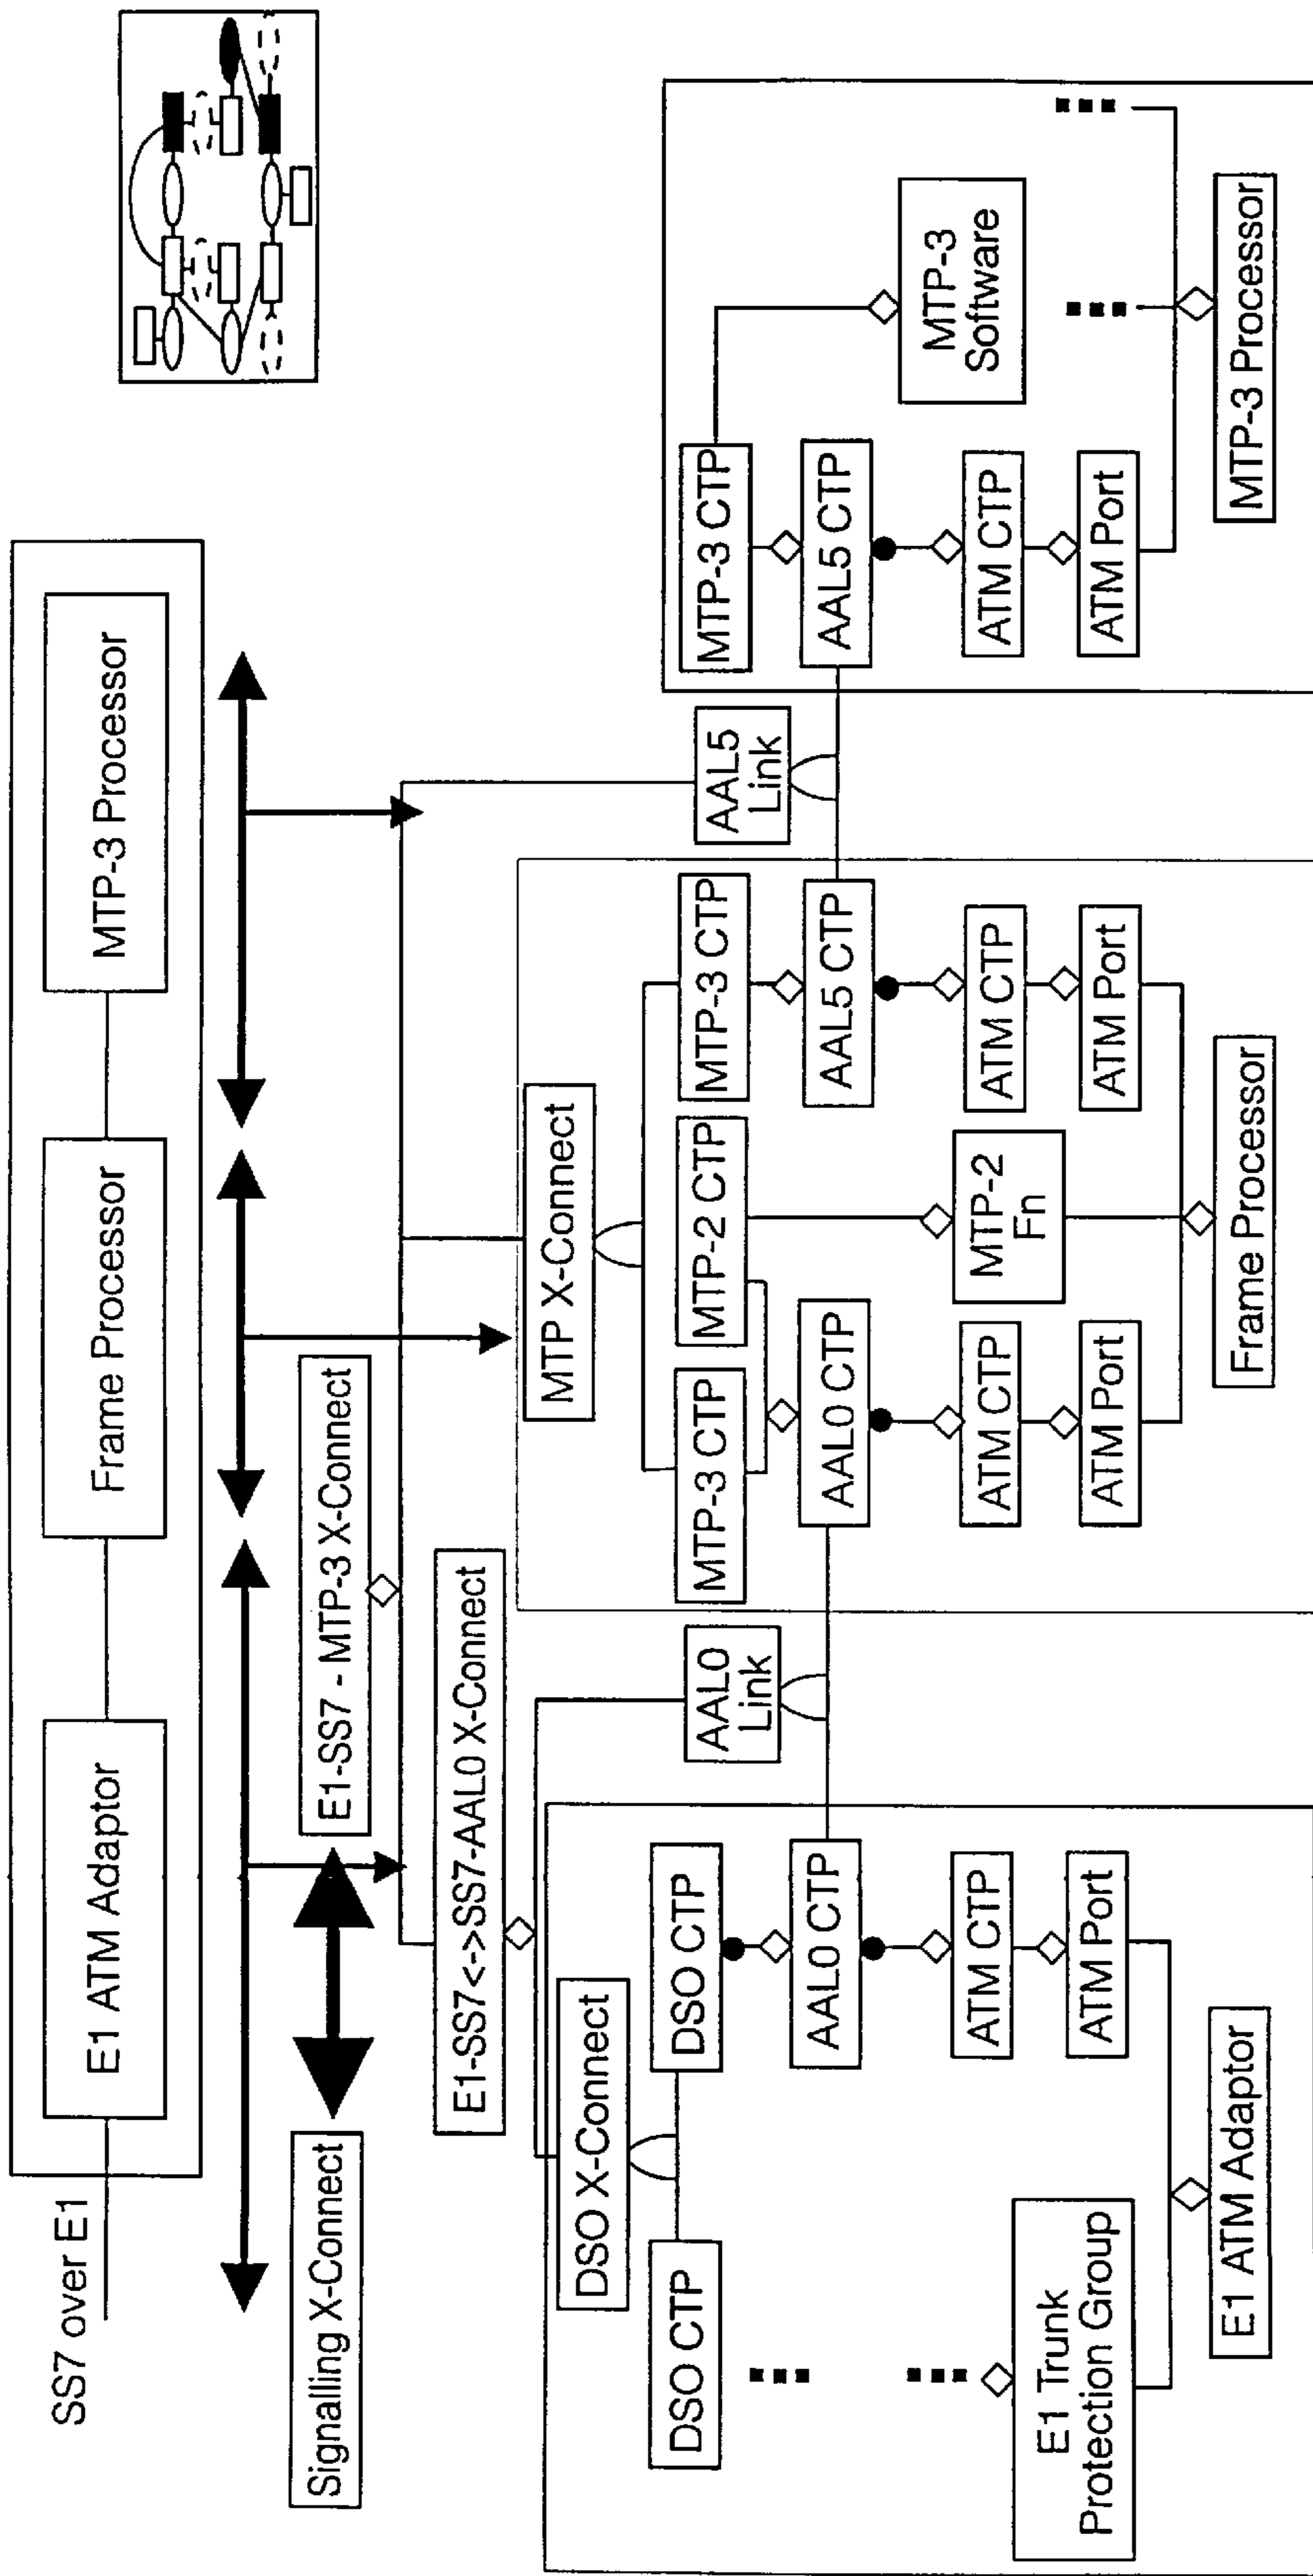 SS7 over E1
E1 ATM Adaptor
Frame Processor
MTP-3 Processor
Signalling X-Connect
E1-SS7 - MTP-3 X-Connect
E1-SS7<->SS7-AAL0 X-Connect
DSO X-Connect
MTP X-Connect
DSO CTP
DSO CTP
AAL0
Link
MTP-3 CTP
MTP-2 CTP
MTP-3 CTP
AAL5
Link
MTP-3 CTP
AAL0 CTP
AAL0 CTP
AAL5 CTP
AAL5 CTP
MTP-3
Software
E1 Trunk
Protection Group
ATM CTP
ATM CTP
MTP-2
Fn
ATM CTP
ATM CTP
ATM Port
ATM Port
ATM Port
ATM Port
E1 ATM Adaptor
Frame Processor
MTP-3 Processor